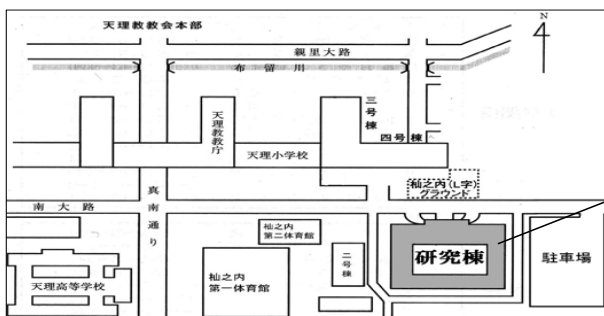 天理教教会本部
N
親里大路
布留川
三号棟
天理教教庁
四号棟
天理小学校
杣之内(L字)
グラウンド
真南通り
南大路
杣之内
第二体育館
二号棟
研究棟
駐車場
杣之内
第一体育館
天理高等学校